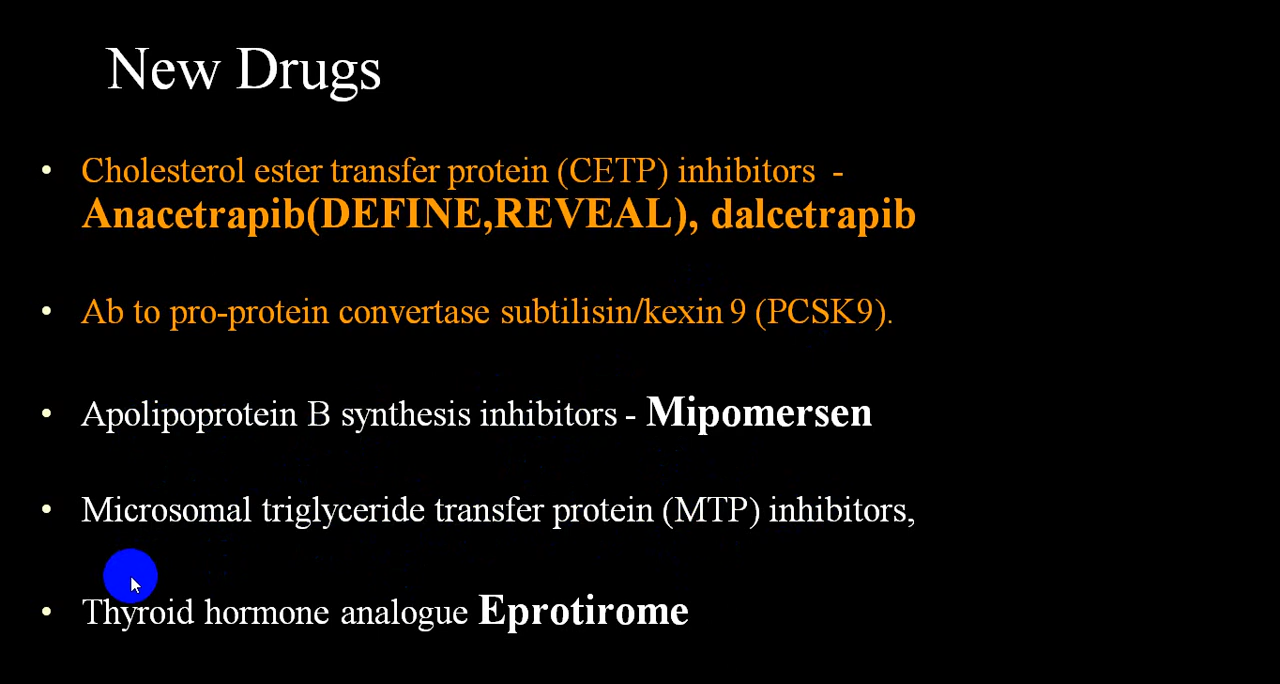 New Drugs
• Cholesterol ester transfer protein (CETP) inhibitors -
Anacetrapib(DEFINE,REVEAL), dalcetrapib
• Ab to pro-protein convertase subtilisin/kexin 9 (PCSK9).
• Apolipoprotein B synthesis inhibitors - Mipomersen
• Microsomal triglyceride transfer protein (MTP) inhibitors,
• Thyroid hormone analogue Eprotirome